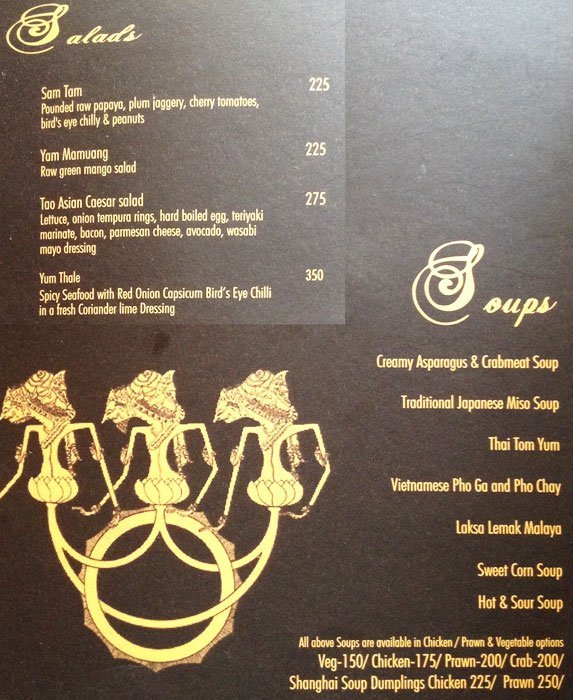 Salads
Sam Tam 225
Pounded raw papaya, plum jaggery, cherry tomatoes,
bird's eye chilly & peanuts
Yam Mamuang 225
Raw green mango salad
Tao Asian Caesar salad 275
Lettuce, onion tempura rings, hard boiled egg, teriyaki
marinate, bacon, parmesan cheese, avocado, wasabi
mayo dressing
Yum Thale 350
Spicy Seafood with Red Onion Capsicum Bird's Eye Chilli
in a fresh Coriander lime Dressing
Soups
Creamy Asparagus & Crabmeat Soup
Traditional Japanese Miso Soup
Thai Tom Yum
Vietnamese Pho Ga and Pho Chay
Laksa Lemak Malaya
Sweet Corn Soup
Hot & Sour Soup
All above Soups are available in Chicken / Prawn & Vegetable options
Veg-150/ Chicken-175/ Prawn-200/ Crab-200/
Shanghai Soup Dumplings Chicken 225/ Prawn 250/